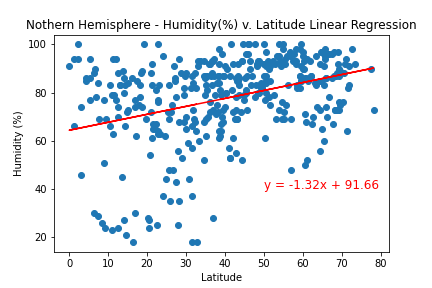 Nothern Hemisphere - Humidity(%) v. Latitude Linear Regression
100
80
60
40
20
Humidity (%)
y = -1.32x + 91.66
0 10 20 30 40 50 60 70 80
Latitude